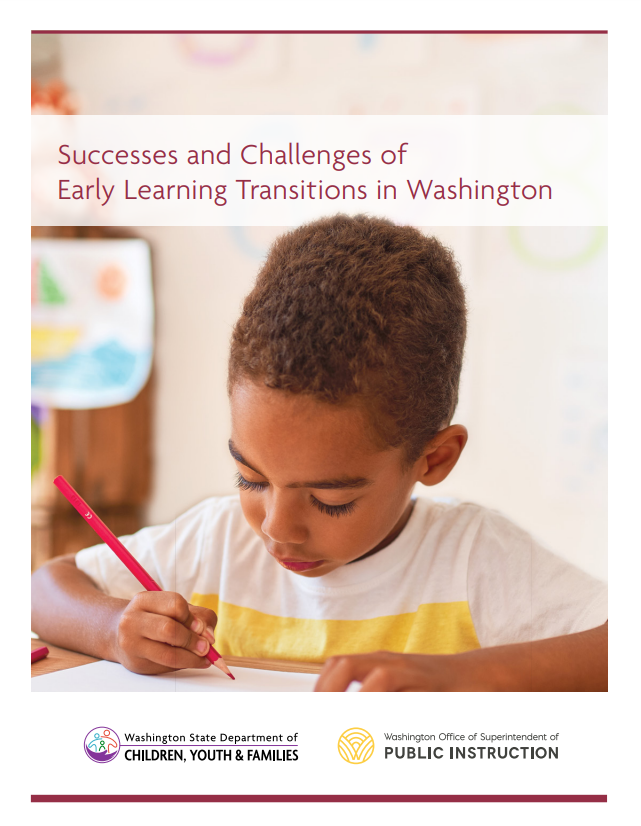 Successes and Challenges of
Early Learning Transitions in Washington
Washington State Department of
CHILDREN, YOUTH & FAMILIES
Washington Office of Superintendent of
PUBLIC INSTRUCTION